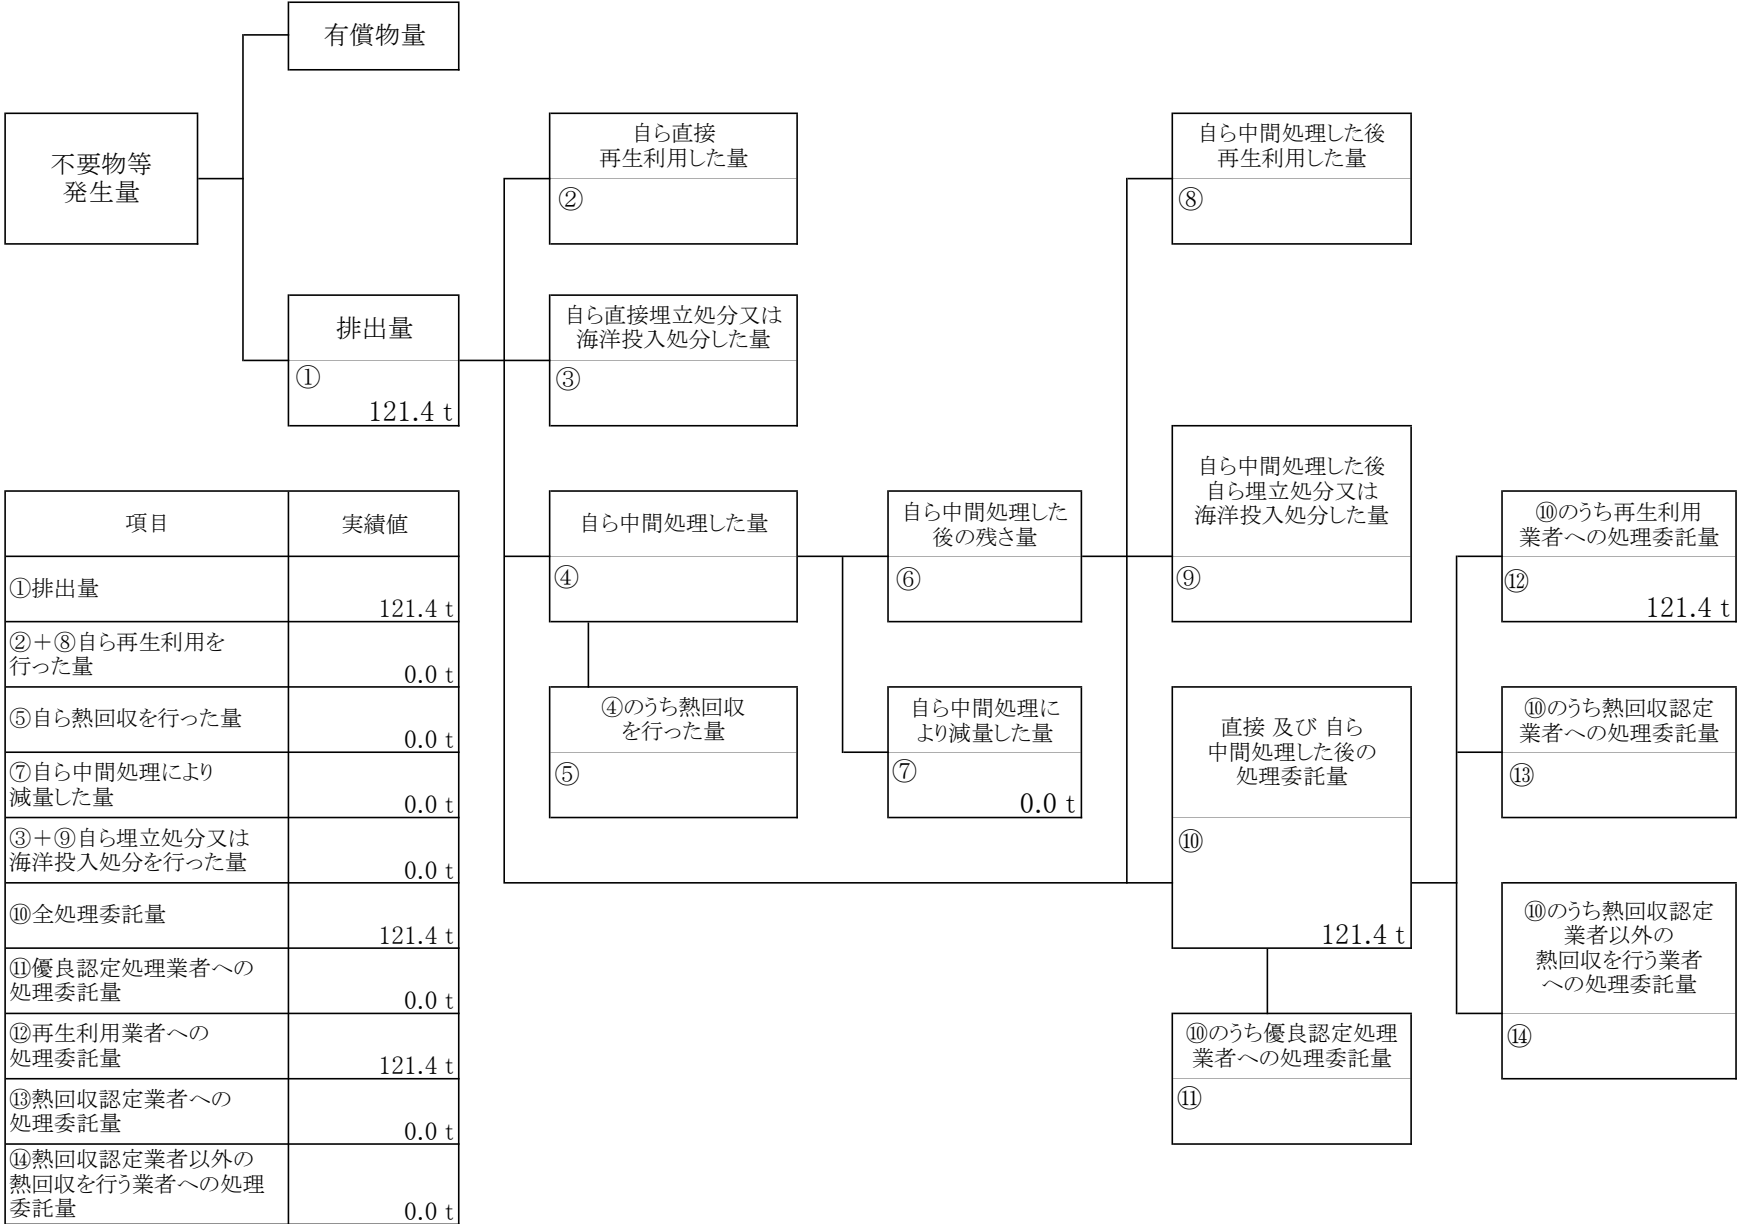 有償物量
不要物等
発生量
自ら直接
再生利用した量
②
自ら中間処理した後
再生利用した量
⑧
排出量
①
121.4 t
自ら直接埋立処分又は
海洋投入処分した量
③
自ら中間処理した量
④
自ら中間処理した
後の残さ量
⑥
自ら中間処理した後
自ら埋立処分又は
海洋投入処分した量
⑨
⑩のうち再生利用
業者への処理委託量
⑫
121.4 t
④のうち熱回収
を行った量
⑤
自ら中間処理に
より減量した量
⑦
0.0 t
直接 及び 自ら
中間処理した後の
処理委託量
⑩
121.4 t
⑩のうち熱回収認定
業者への処理委託量
⑬
⑩のうち熱回収認定
業者以外の
熱回収を行う業者
への処理委託量
⑭
⑩のうち優良認定処理
業者への処理委託量
⑪
項目 実績値
①排出量
121.4 t
②＋⑧自ら再生利用を
行った量
0.0 t
⑤自ら熱回収を行った量
0.0 t
⑦自ら中間処理により
減量した量
0.0 t
③＋⑨自ら埋立処分又は
海洋投入処分を行った量
0.0 t
⑩全処理委託量
121.4 t
⑪優良認定処理業者への
処理委託量
0.0 t
⑫再生利用業者への
処理委託量
121.4 t
⑬熱回収認定業者への
処理委託量
0.0 t
⑭熱回収認定業者以外の
熱回収を行う業者への処理
委託量
0.0 t